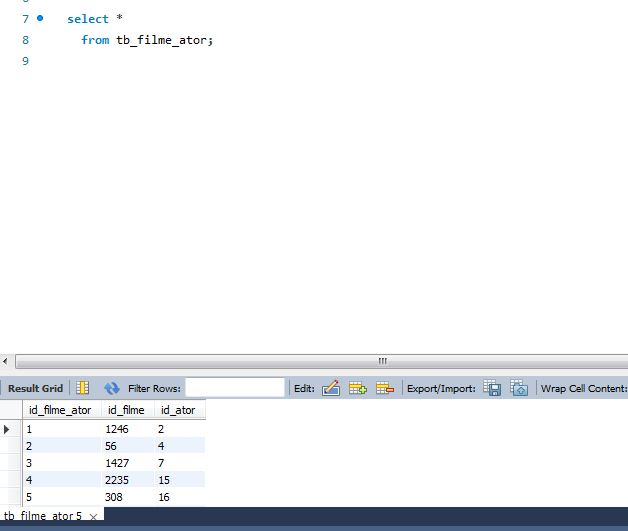 7 select *
8 from tb_filme_ator;
9
Result Grid Filter Rows: Edit: Export/Import: Wrap Cell Content:
id_filme_ator id_filme id_ator
1 1246 2
2 56 4
3 1427 7
4 2235 15
5 308 16
tb_filme_ator 5 ×